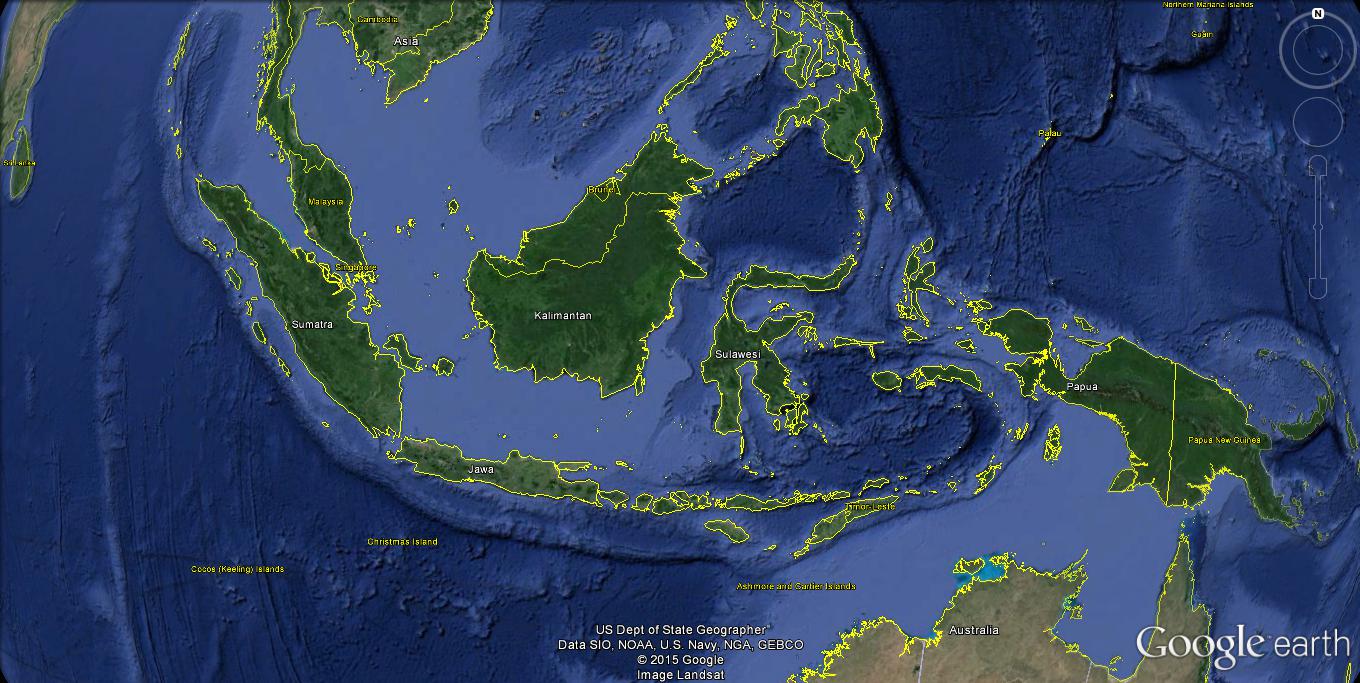 Northern Mariana Islands
Cambodia
N
Guam
Asia
Palau
Sri Lanka
Brunei
Malaysia
Singapore
Kalimantan
Sumatra
Sulawesi
Papua
Papua New Guinea
Jawa
Timor-Leste
Christmas Island
Cocos (Keeling) Islands
Ashmore and Cartier Islands
US Dept of State Geographer
Australia
Data SIO, NOAA, U.S. Navy, NGA, GEBCO
© 2015 Google
Image Landsat
Google earth